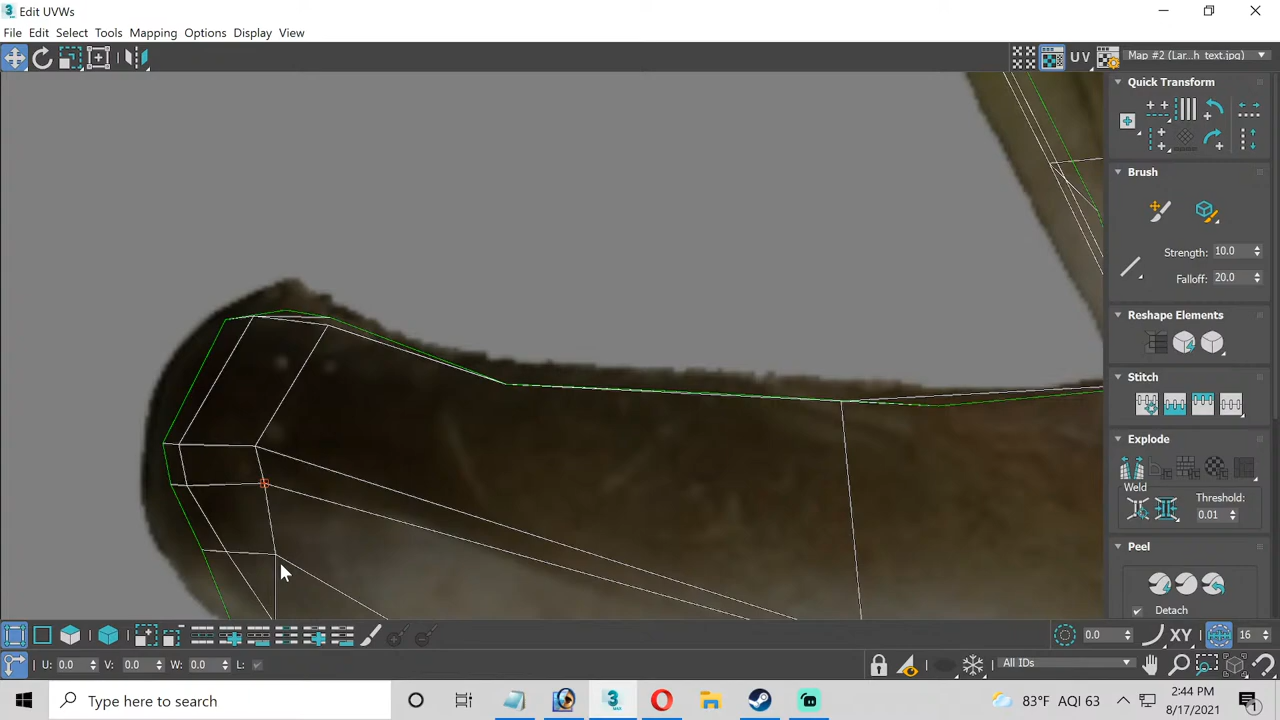 Edit UVWs
File Edit Select Tools Mapping Options Display View
UV Map #2 (Lar...h_text.jpg)
Quick Transform
Brush
Strength: 10.0
Falloff: 20.0
Reshape Elements
Stitch
Explode
Weld
Threshold:
0.01
Peel
Detach
0.0 XY 16
U: 0.0 V: 0.0 W: 0.0 L: All IDs
Type here to search
83°F AQI 63
2:44 PM
8/17/2021
1